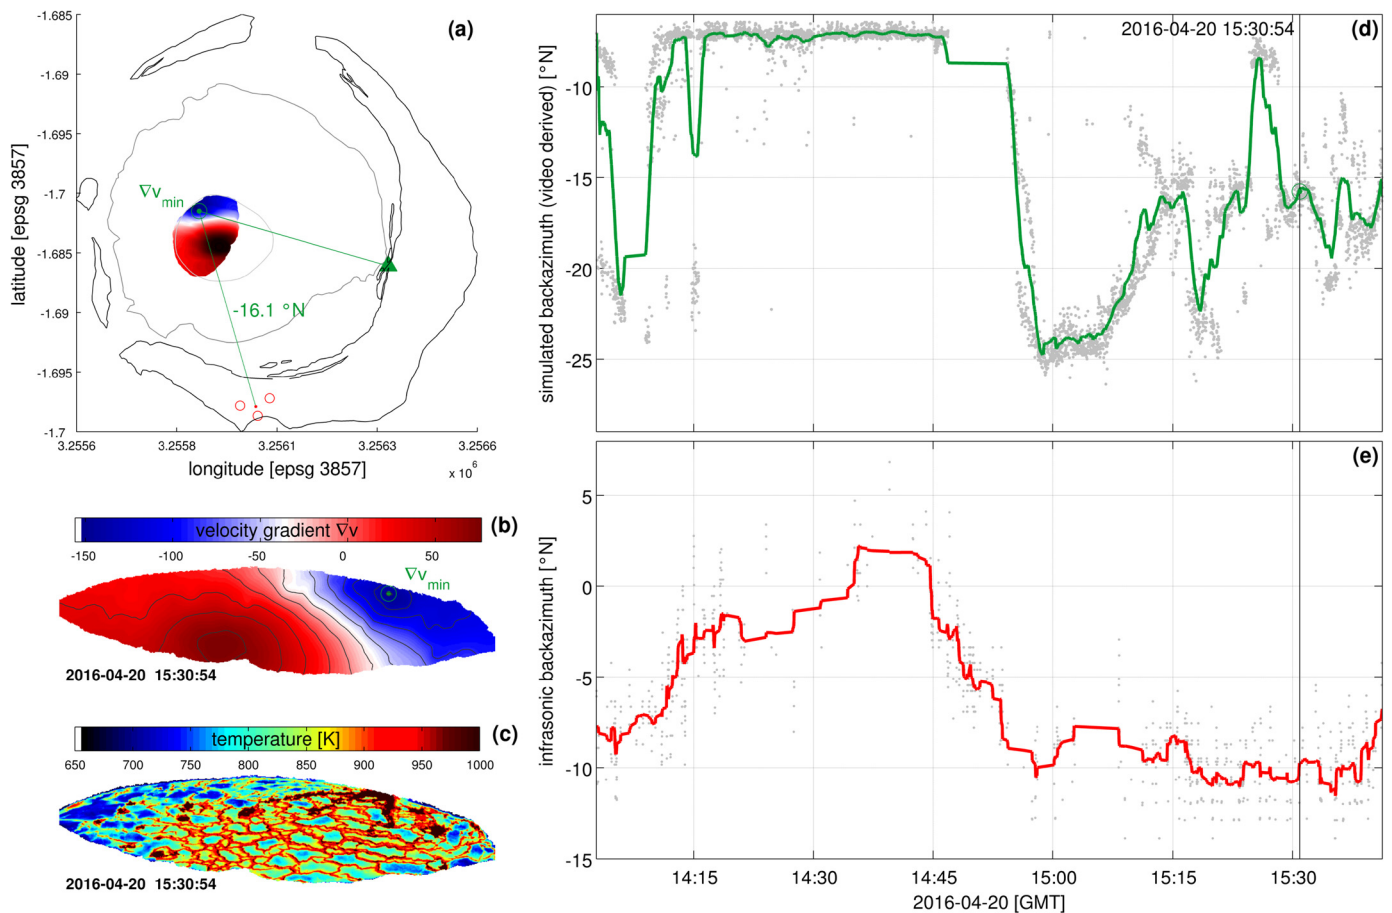 (a)
-1.685
-1.69
-1.695
-1.7
-1.685
-1.69
-1.695
-1.7
latitude [epsg 3857]
∇v min
-16.1 °N
3.2556
3.2558
3.2561
3.2563
3.2566
x 10⁶
longitude [epsg 3857]
(b)
velocity gradient ∇v
-150
-100
-50
0
50
∇v min
2016-04-20 15:30:54
(c)
temperature [K]
650
700
750
800
850
900
950
1000
2016-04-20 15:30:54
(d)
2016-04-20 15:30:54
simulated backazimuth (video derived) [°N]
-10
-15
-20
-25
(e)
infrasonic backazimuth [°N]
5
0
-5
-10
-15
14:15
14:30
14:45
15:00
15:15
15:30
2016-04-20 [GMT]